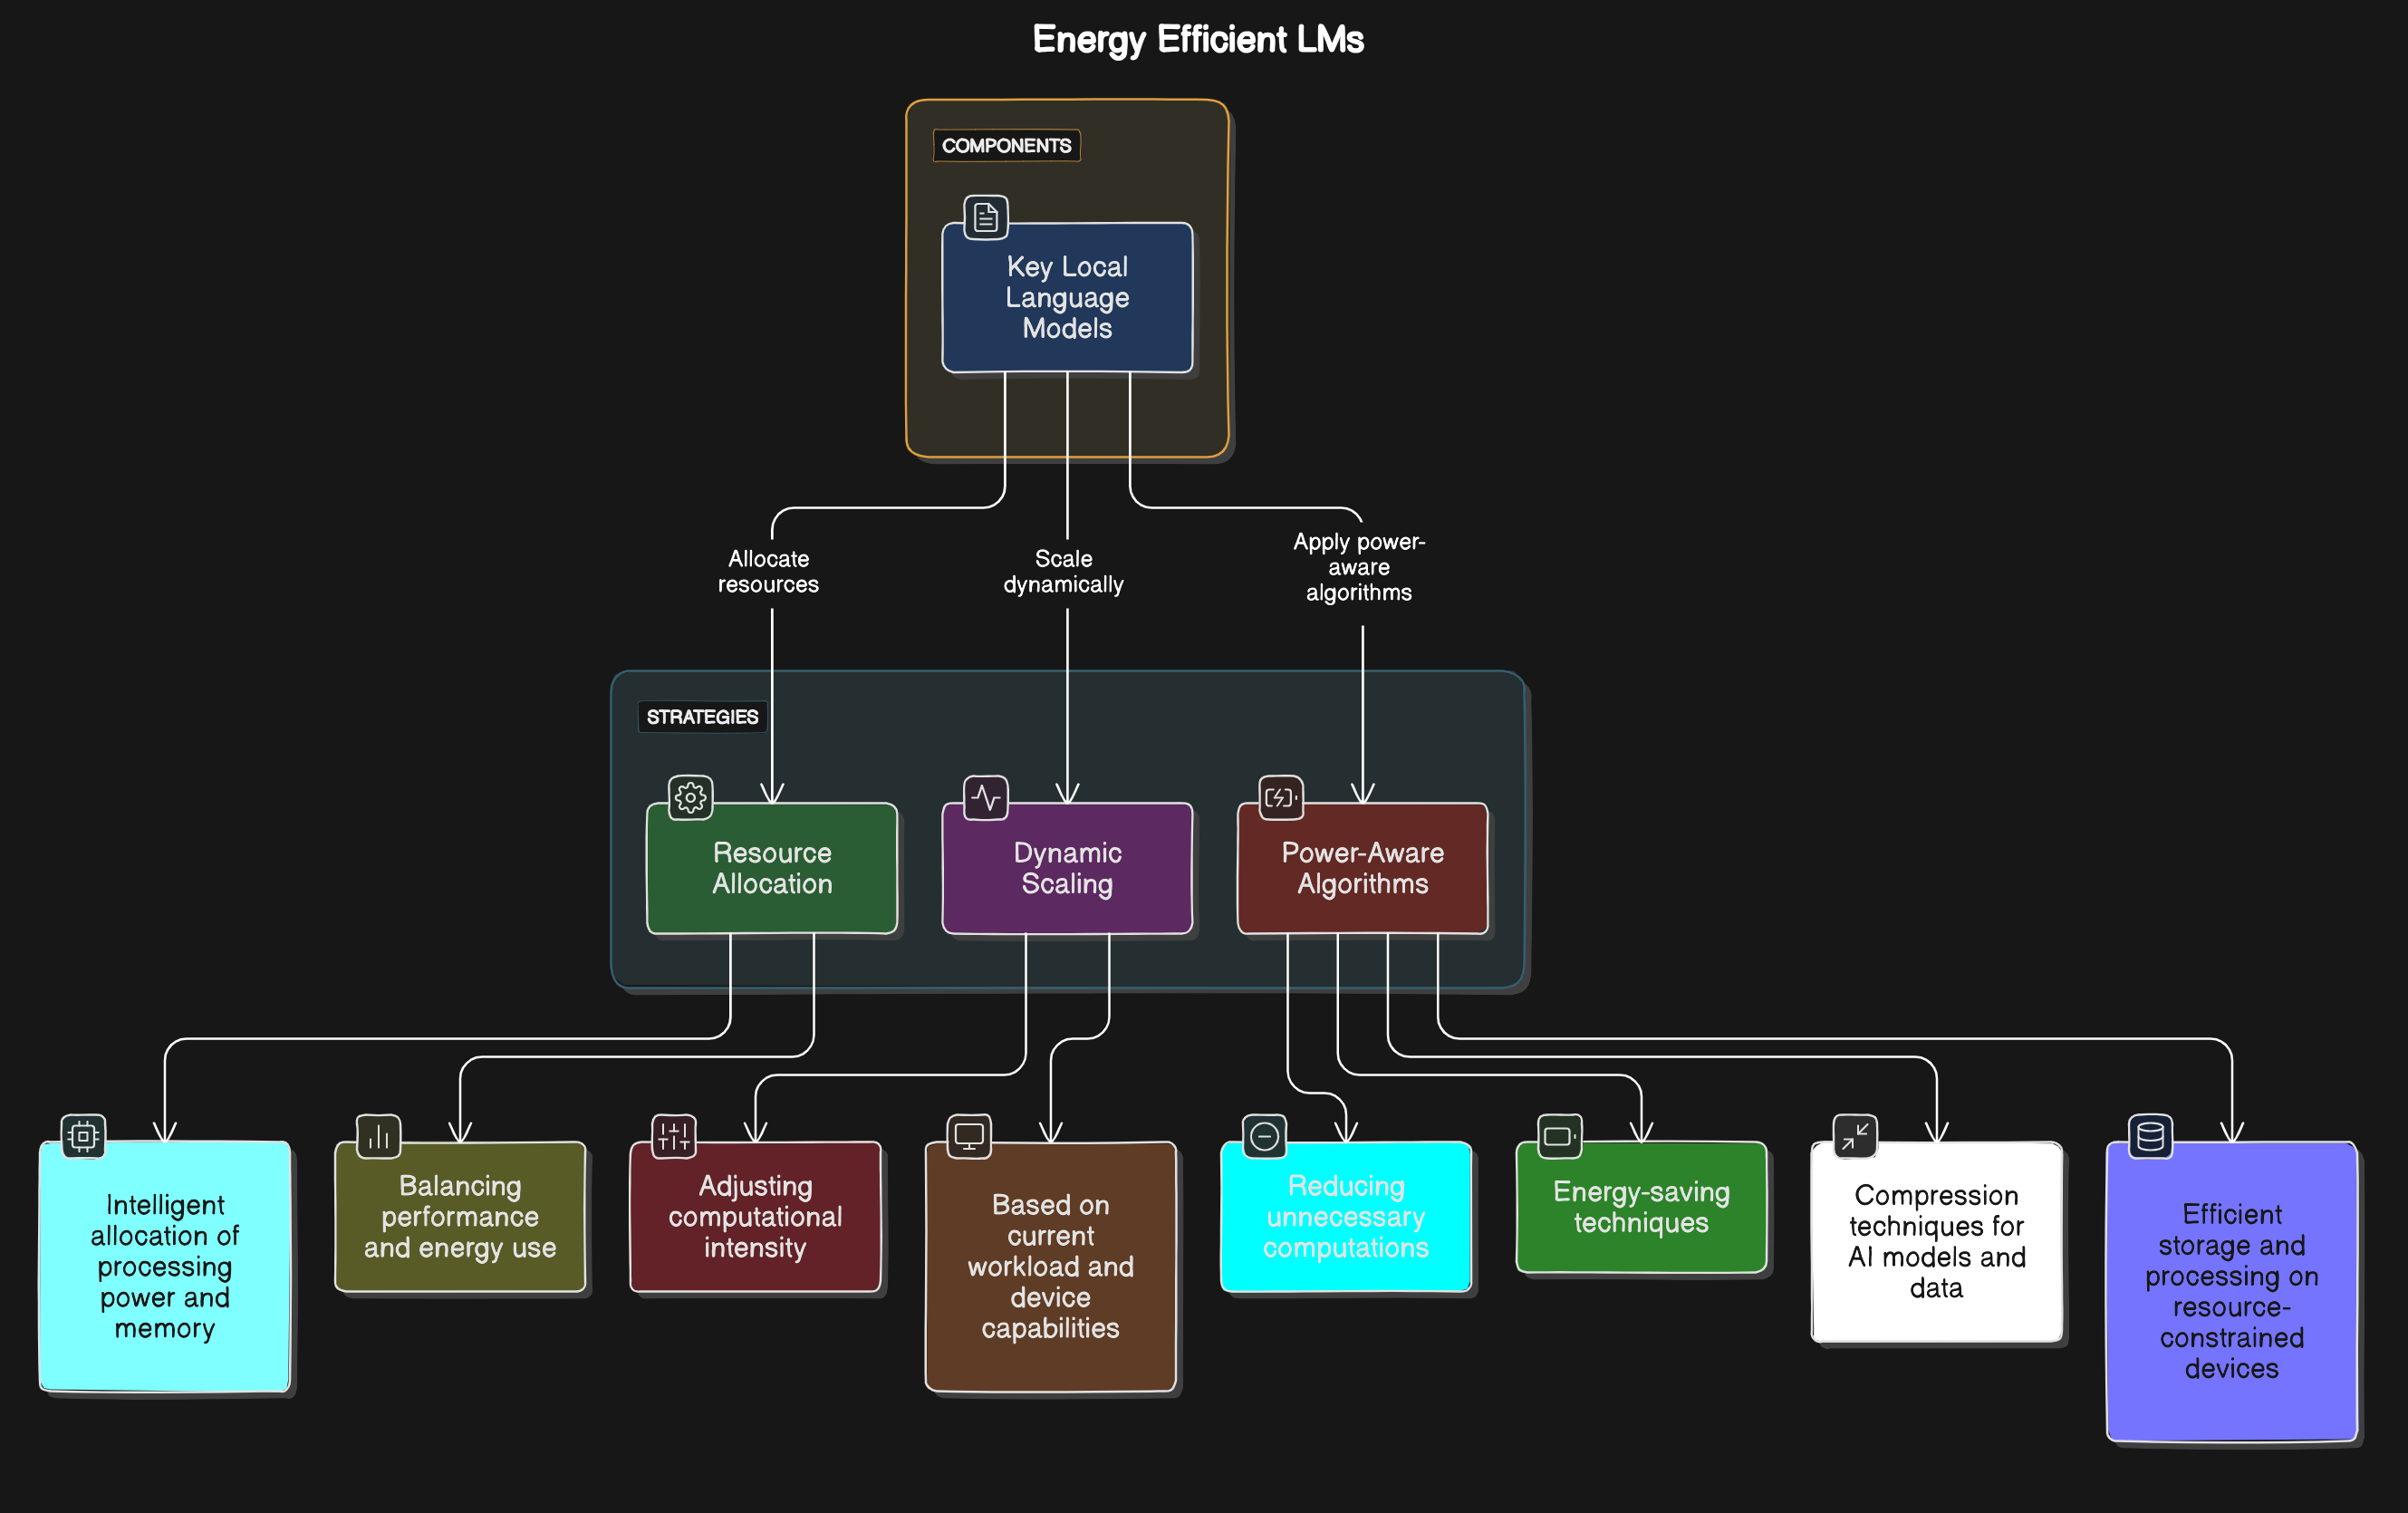 Energy Efficient LMs
COMPONENTS
Key Local
Language
Models
Allocate
resources
Scale
dynamically
Apply power-
aware
algorithms
STRATEGIES
Resource
Allocation
Dynamic
Scaling
Power-Aware
Algorithms
Intelligent
allocation of
processing
power and
memory
Balancing
performance
and energy use
Adjusting
computational
intensity
Based on
current
workload and
device
capabilities
Reducing
unnecessary
computations
Energy-saving
techniques
Compression
techniques for
AI models and
data
Efficient
storage and
processing on
resource-
constrained
devices